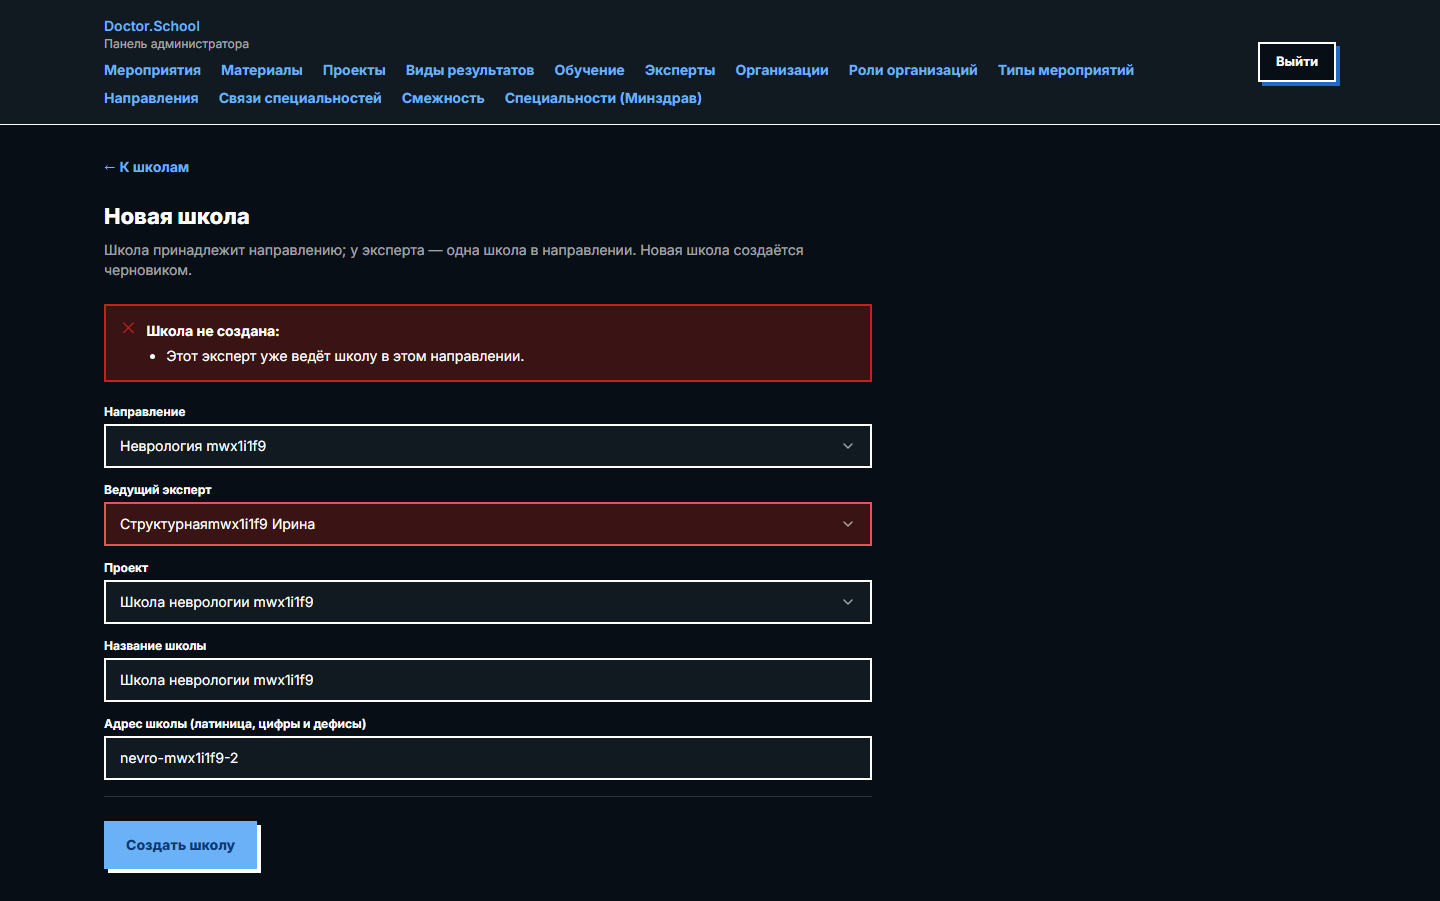 Doctor.School
Панель администратора
Мероприятия Материалы Проекты Виды результатов Обучение Эксперты Организации Роли организаций Типы мероприятий
Направления Связи специальностей Смежность Специальности (Минздрав)
Выйти
← К школам
Новая школа
Школа принадлежит направлению; у эксперта — одна школа в направлении. Новая школа создаётся
черновиком.
Школа не создана:
• Этот эксперт уже ведёт школу в этом направлении.
Направление
Неврология mwx1i1f9
Ведущий эксперт
Структурнаяmwx1i1f9 Ирина
Проект
Школа неврологии mwx1i1f9
Название школы
Школа неврологии mwx1i1f9
Адрес школы (латиница, цифры и дефисы)
nevro-mwx1i1f9-2
Создать школу